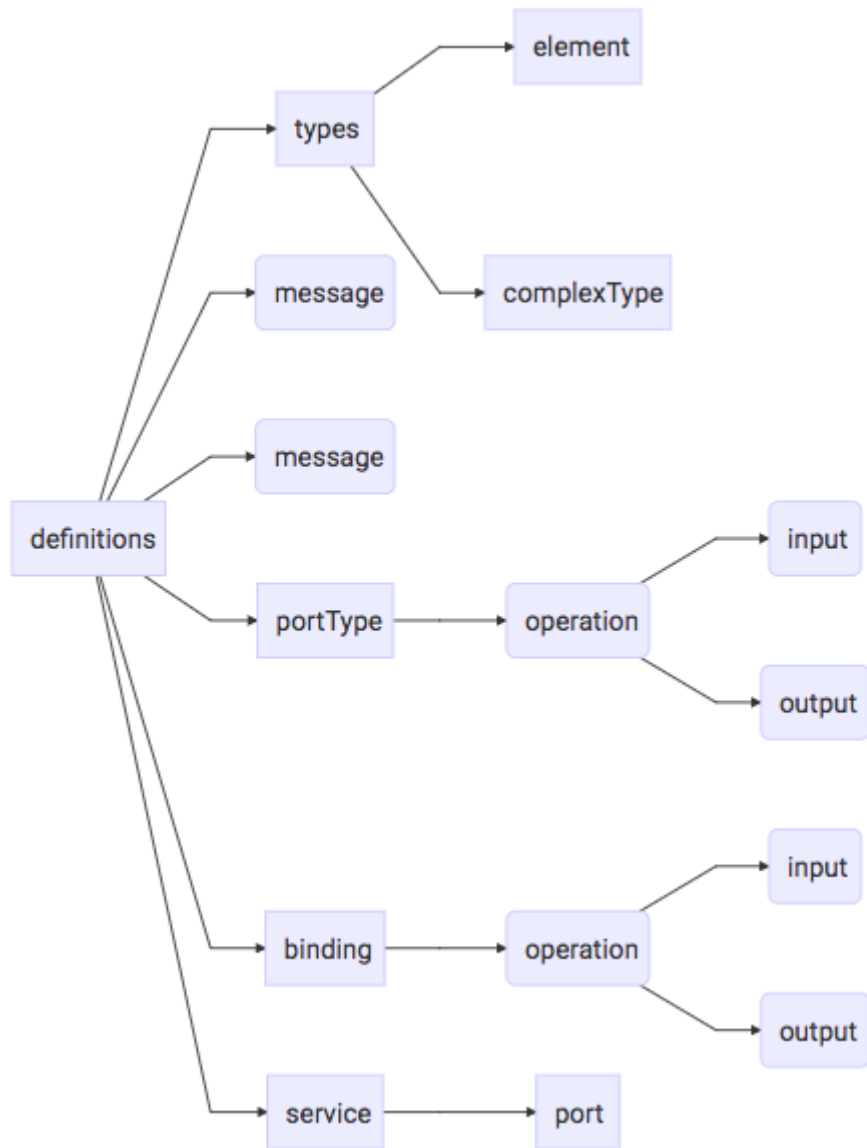 element
types
message
complexType
message
definitions
input
portType
operation
output
input
binding
operation
output
service
port